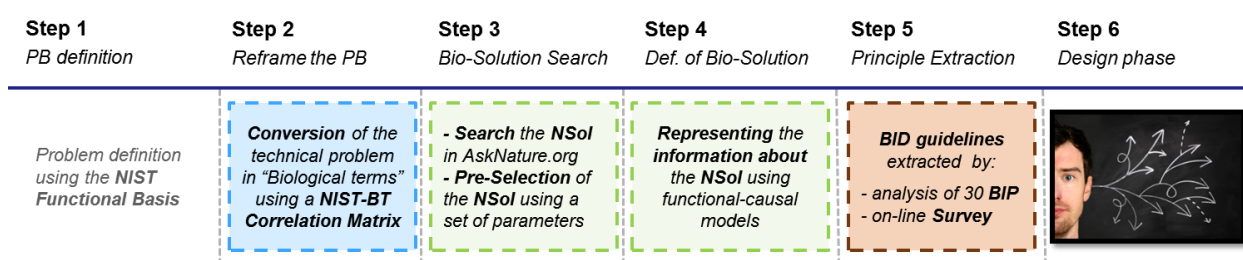 Step 1
PB definition
Step 2
Reframe the PB
Step 3
Bio-Solution Search
Step 4
Def. of Bio-Solution
Step 5
Principle Extraction
Step 6
Design phase
Problem definition
using the NIST
Functional Basis
Conversion of the
technical problem
in “Biological terms”
using a NIST-BT
Correlation Matrix
- Search the NSol
in AskNature.org
- Pre-Selection of
the NSol using a
set of parameters
Representing the
information about
the NSol using
functional-causal
models
BID guidelines
extracted by:
- analysis of 30 BIP
- on-line Survey